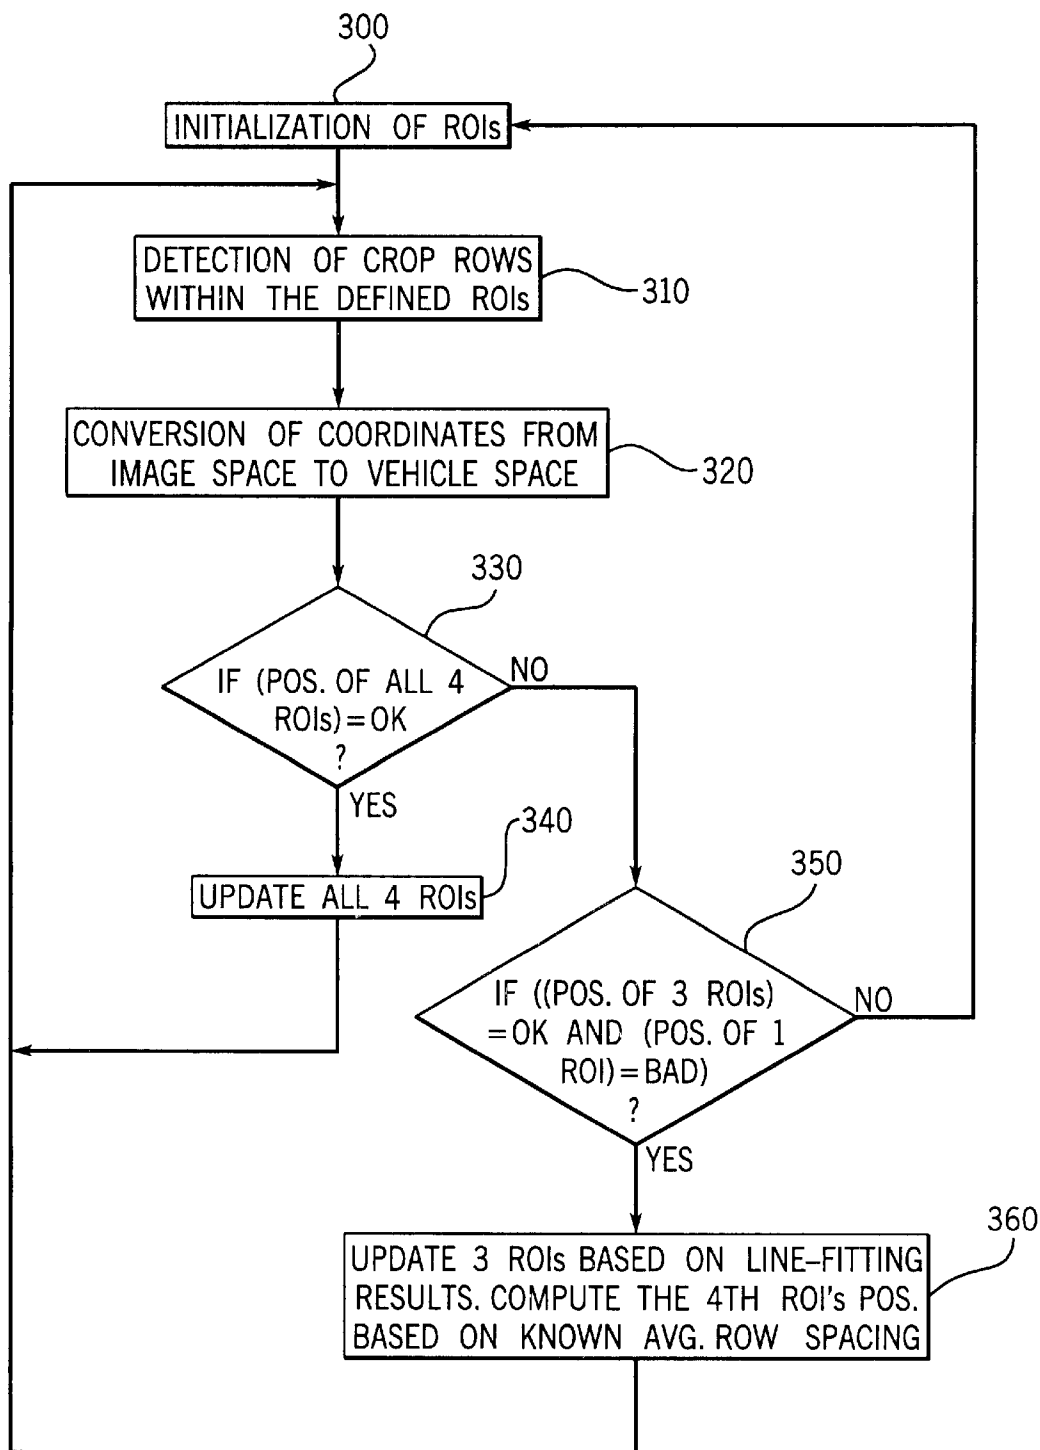 300
INITIALIZATION OF ROIs
DETECTION OF CROP ROWS
WITHIN THE DEFINED ROIs
310
CONVERSION OF COORDINATES FROM
IMAGE SPACE TO VEHICLE SPACE
320
330
IF (POS. OF ALL 4
ROIs)=OK
?
NO
YES
340
UPDATE ALL 4 ROIs
350
IF ((POS. OF 3 ROIs)
=OK AND (POS. OF 1
ROI)=BAD)
?
NO
YES
360
UPDATE 3 ROIs BASED ON LINE-FITTING
RESULTS. COMPUTE THE 4TH ROI'S POS.
BASED ON KNOWN AVG. ROW SPACING